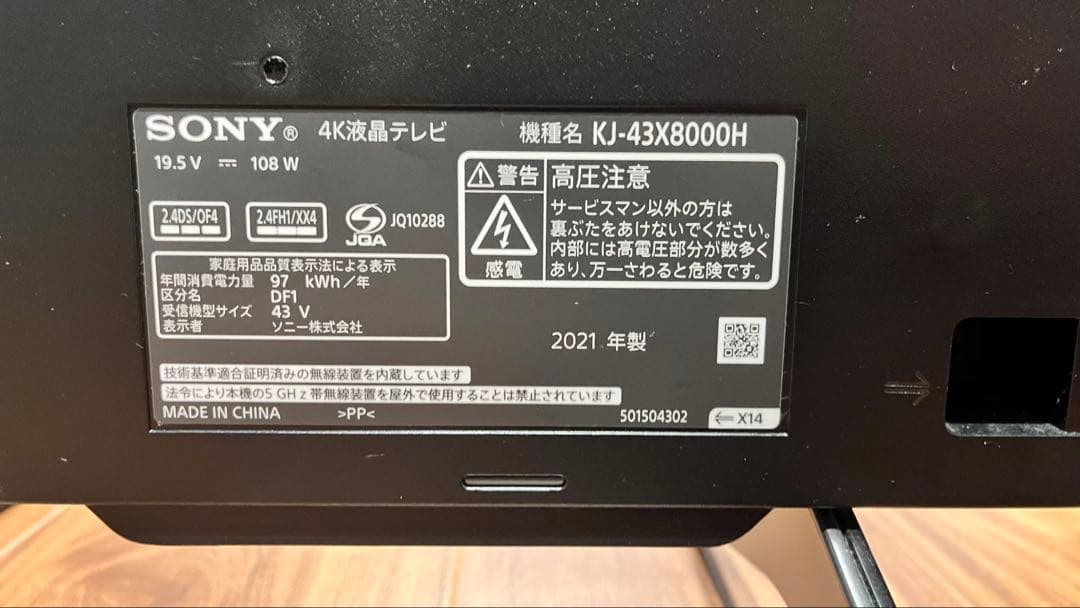 SONY® 4K液晶テレビ 機種名 KJ-43X8000H
19.5 V ⎓ 108 W
2.4DS/OF4 2.4FH1/XX4 JQA JQ10288
家庭用品品質表示法による表示
年間消費電力量 97 kWh/年
区分名 DF1
受信機型サイズ 43 V
表示者 ソニー株式会社
警告 高圧注意
感電
サービスマン以外の方は
裏ぶたをあけないでください。
内部には高電圧部分が数多く
あり、万一さわると危険です。
2021 年製
技術基準適合証明済みの無線装置を内蔵しています
法令により本機の5 GHz帯無線装置を屋外で使用することは禁止されています
MADE IN CHINA >PP< 501504302 ⇐ X14